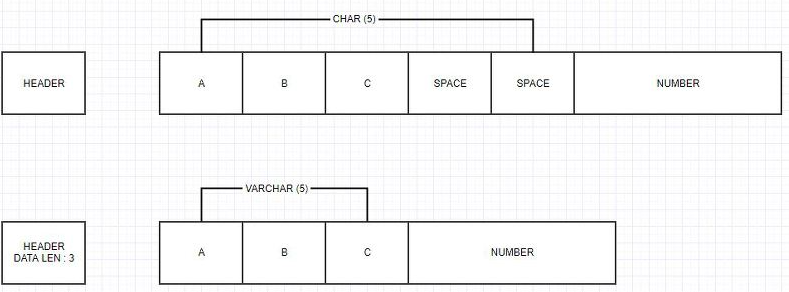 CHAR (5)
HEADER
A
B
C
SPACE
SPACE
NUMBER
VARCHAR (5)
HEADER
DATA LEN : 3
A
B
C
NUMBER